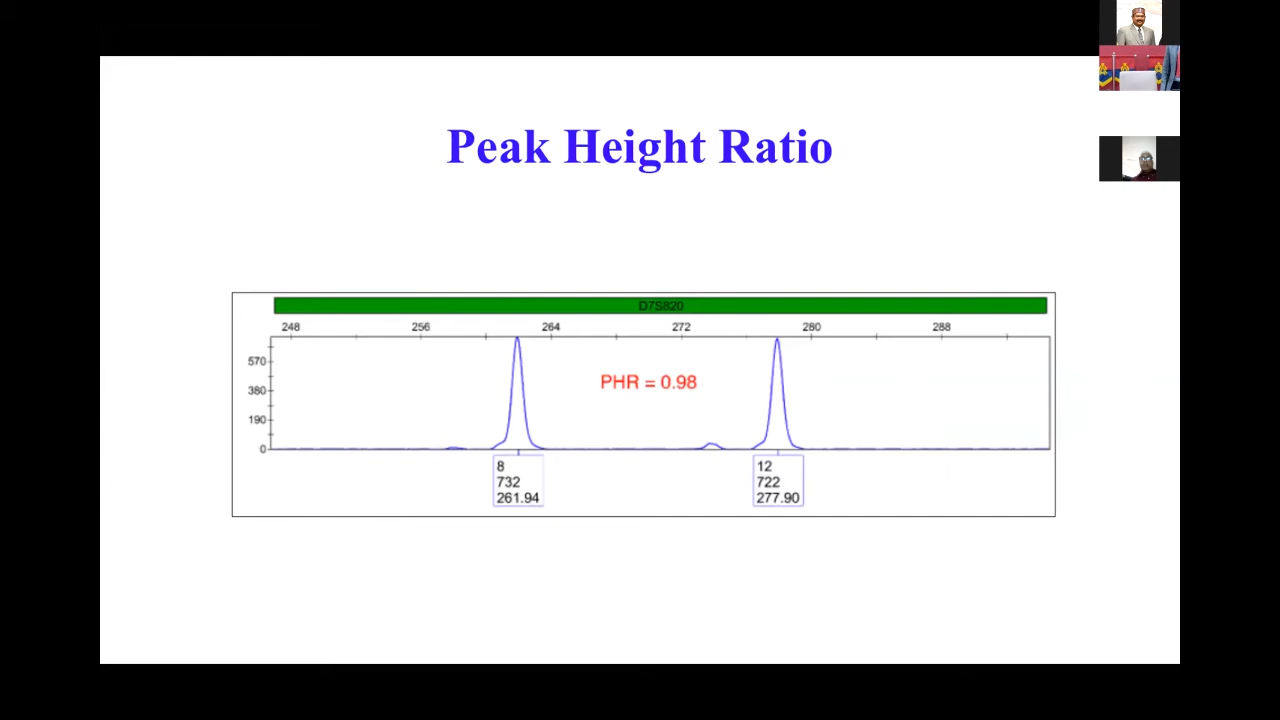 Peak Height Ratio
D7S820
248 256 264 272 280 288
570
380
190
0
PHR = 0.98
8
732
261.94
12
722
277.90